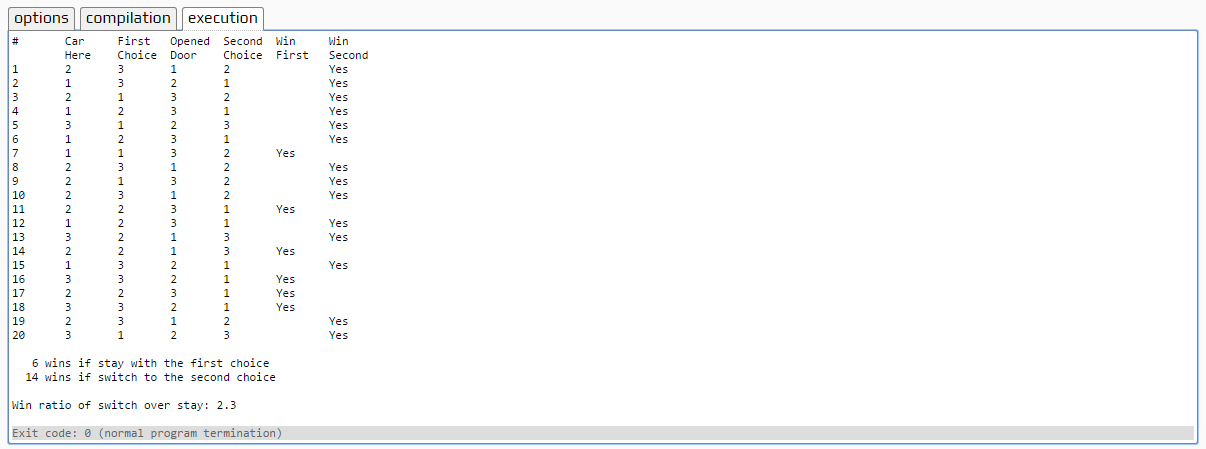 options compilation execution
# Car First Opened Second Win Win
Here Choice Door Choice First Second
1 2 3 1 2 Yes
2 1 3 2 1 Yes
3 2 1 3 2 Yes
4 1 2 3 1 Yes
5 3 1 2 3 Yes
6 1 2 3 1 Yes
7 1 1 3 2 Yes
8 2 3 1 2 Yes
9 2 1 3 2 Yes
10 2 3 1 2 Yes
11 2 2 3 1 Yes
12 1 2 3 1 Yes
13 3 2 1 3 Yes
14 2 2 1 3 Yes
15 1 3 2 1 Yes
16 3 3 2 1 Yes
17 2 2 3 1 Yes
18 3 3 2 1 Yes
19 2 3 1 2 Yes
20 3 1 2 3 Yes
6 wins if stay with the first choice
14 wins if switch to the second choice
Win ratio of switch over stay: 2.3
Exit code: 0 (normal program termination)